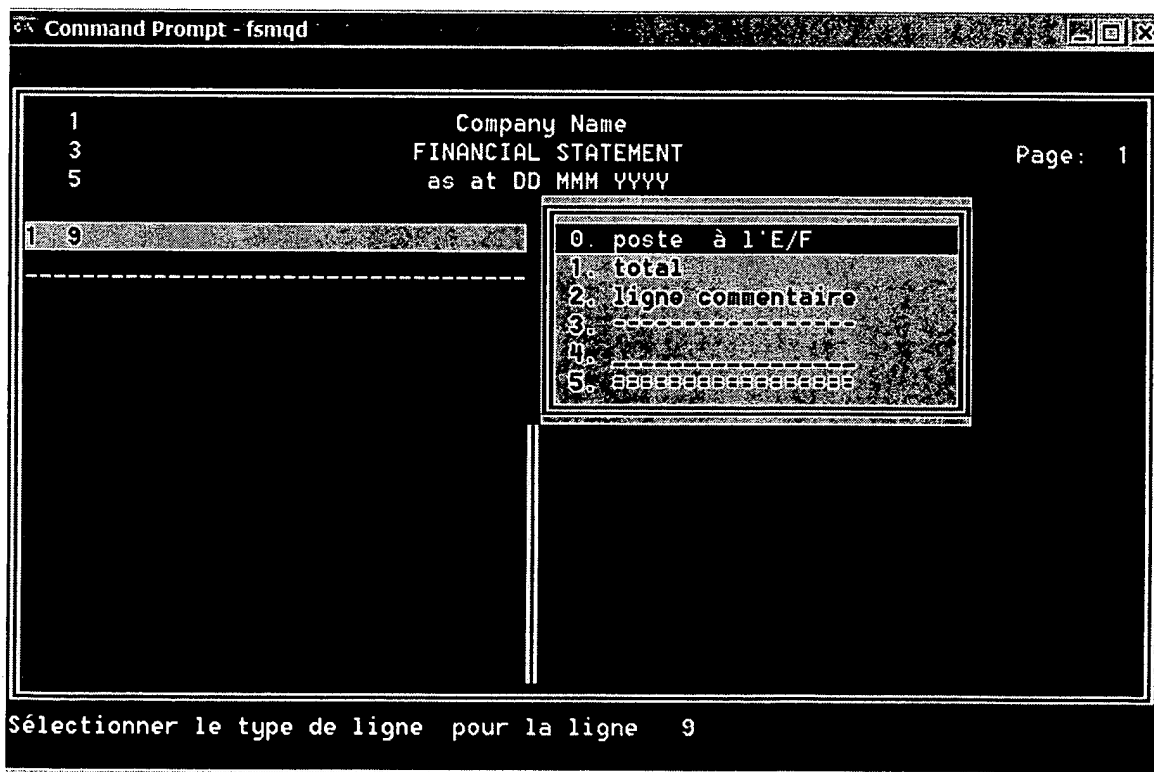 Command Prompt - fsmqd
1 Company Name
3 FINANCIAL STATEMENT Page: 1
5 as at DD MMM YYYY
1 9
--------------------------------
0. poste à l'E/F
1. total
2. ligne commentaire
3. -----------------
4. _________________
5. 88888888888888888
Sélectionner le type de ligne pour la ligne 9